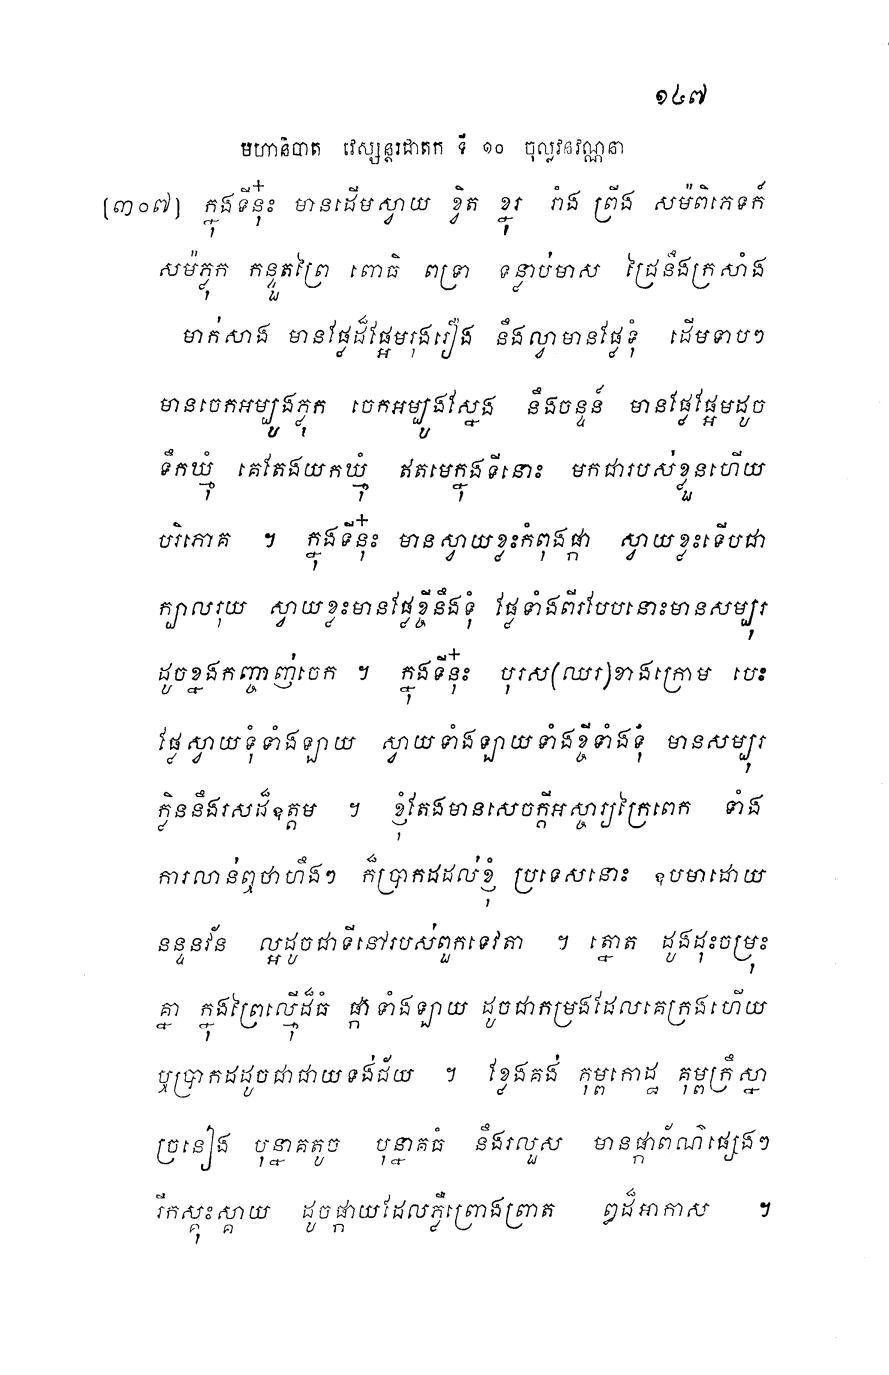 ១៤៧
មហានិបាត វេស្សន្តរជាតក ទី ១០ ចុល្លវនវណ្ណនា
(៣០៧) ក្នុងទីនុ៎ះ មានដើមស្វាយ ខ្វិត ខ្នុរ រាំង ព្រីង សម៉ពិភេទក៍
សម៉ភ្លុក កន្ទួតព្រៃ ពោធិ ពទ្រា ទន្លាប់មាស ជ្រៃនឹងក្រសាំង
មាក់សាង មានផ្លែដ៏ផ្អែមរុងរឿង នឹងល្វាមានផ្លែទុំ ដើមទាបៗ
មានចេកអម្បូងភ្លុក ចេកអម្បូងស្នែង នឹងចន្ទន៍ មានផ្លែផ្អែមដូច
ទឹកឃ្មុំ គេតែងយកឃ្មុំ ឥតមេក្នុងទីនោះ មកជារបស់ខ្លួនហើយ
បរិភោគ ។ ក្នុងទីនុ៎ះ មានស្វាយខ្លះកំពុងផ្កា ស្វាយខ្លះទើបជា
ក្បាលរុយ ស្វាយខ្លះមានផ្លែខ្ចីនឹងទុំ ផ្លែទាំងពីរបែបនោះមានសម្បុរ
ដូចខ្នងកញ្ចាញ់ចេក ។ ក្នុងទីនុ៎ះ បុរស(ឈរ)ខាងក្រោម បេះ
ផ្លែស្វាយទុំទាំងឡាយ ស្វាយទាំងឡាយទាំងខ្ចីទាំងទុំ មានសម្បុរ
ក្លិននឹងរសដ៏ឧត្តម ។ ខ្ញុំតែងមានសេចក្តីអស្ចារ្យក្រៃពេក ទាំង
ការលាន់ឮថាហឹងៗ ក៏ប្រាកដដល់ខ្ញុំ ប្រទេសនោះ ឧបមាដោយ
នន្ទនវ័ន ល្អដូចជាទីនៅរបស់ពួកទេវតា ។ ត្នោត ដូងដុះចម្រុះ
គ្នា ក្នុងព្រៃល្មើដ៏ធំ ផ្កាទាំងឡាយ ដូចជាកម្រងដែលគេក្រងហើយ
ឬប្រាកដដូចជាជាយទង់ជ័យ ។ ខ្លែងគង់ កុម្ពកោដ្ឋ គុម្ពក្រឹស្នា
ច្រនៀង បុន្នាគតូច បុន្នាគធំ នឹងរលួស មានផ្កាព័ណ៌ផ្សេងៗ
រីកស្គុះស្គាយ ដូចផ្កាយដែលភ្លឺព្រោងព្រាត ឰដ៏អាកាស ។